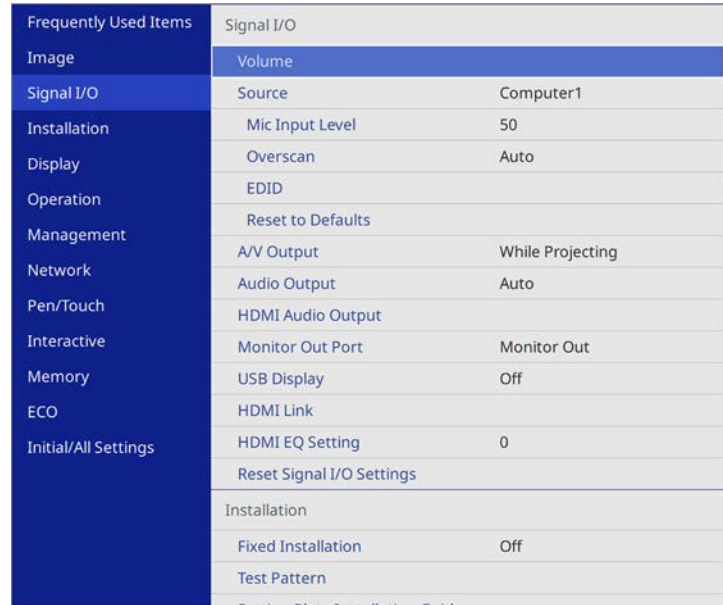 Frequently Used Items
Image
Signal I/O
Installation
Display
Operation
Management
Network
Pen/Touch
Interactive
Memory
ECO
Initial/All Settings
Signal I/O
Volume
Source Computer1
Mic Input Level 50
Overscan Auto
EDID
Reset to Defaults
A/V Output While Projecting
Audio Output Auto
HDMI Audio Output
Monitor Out Port Monitor Out
USB Display Off
HDMI Link
HDMI EQ Setting 0
Reset Signal I/O Settings
Installation
Fixed Installation Off
Test Pattern